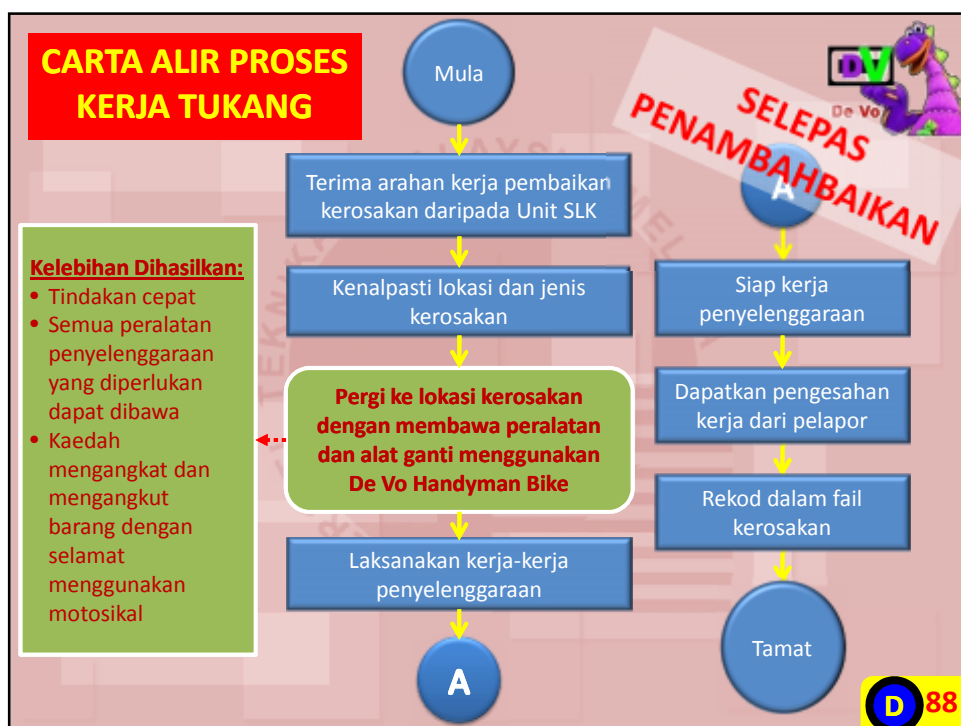 CARTA ALIR PROSES
KERJA TUKANG
Mula
Terima arahan kerja pembaikan
kerosakan daripada Unit SLK
Kenalpasti lokasi dan jenis
kerosakan
Pergi ke lokasi kerosakan
dengan membawa peralatan
dan alat ganti menggunakan
De Vo Handyman Bike
Laksanakan kerja-kerja
penyelenggaraan
A
Kelebihan Dihasilkan:
• Tindakan cepat
• Semua peralatan
penyelenggaraan
yang diperlukan
dapat dibawa
• Kaedah
mengangkat dan
mengangkut
barang dengan
selamat
menggunakan
motosikal
DV
De Vo
SELEPAS
PENAMBAHBAIKAN
A
Siap kerja
penyelenggaraan
Dapatkan pengesahan
kerja dari pelapor
Rekod dalam fail
kerosakan
Tamat
D 88